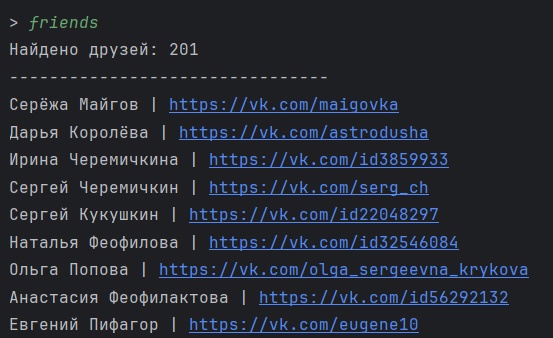 > friends
Найдено друзей: 201
--------------------------------
Серёжа Майгов | https://vk.com/maigovka
Дарья Королёва | https://vk.com/astrodusha
Ирина Черемичкина | https://vk.com/id3859933
Сергей Черемичкин | https://vk.com/serg_ch
Сергей Кукушкин | https://vk.com/id22048297
Наталья Феофилова | https://vk.com/id32546084
Ольга Попова | https://vk.com/olga_sergeevna_krykova
Анастасия Феофилактова | https://vk.com/id56292132
Евгений Пифагор | https://vk.com/eugene10